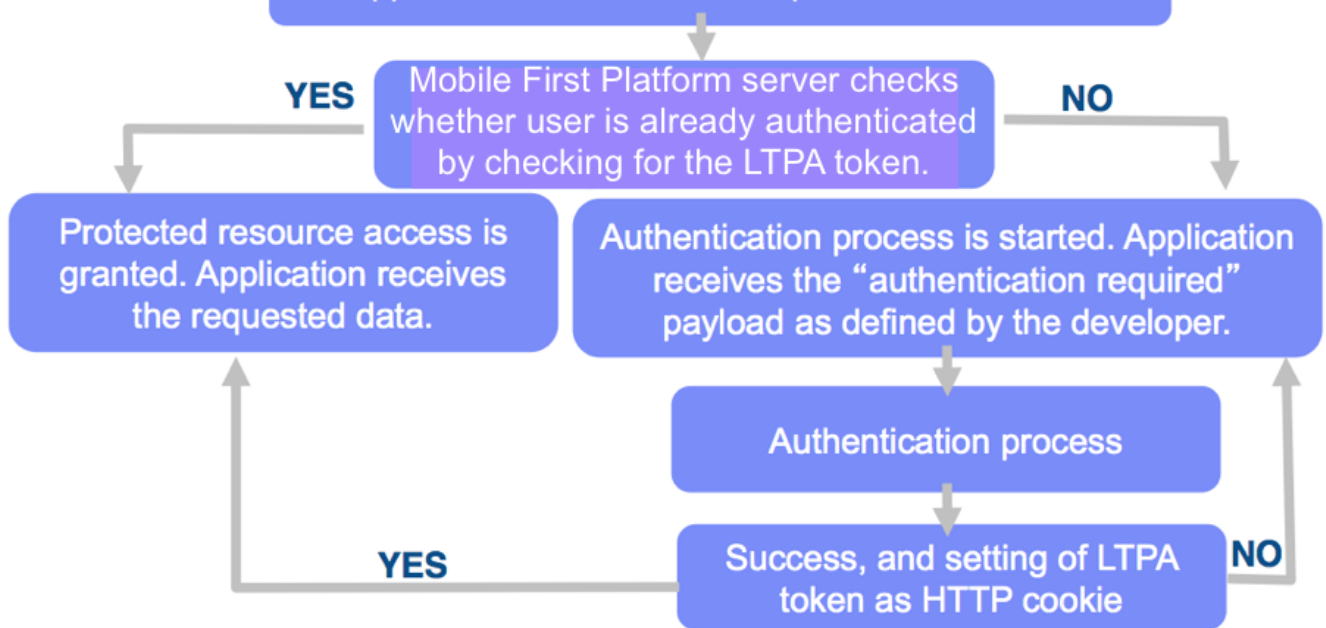 YES
Mobile First Platform server checks
whether user is already authenticated
by checking for the LTPA token.
NO
Protected resource access is
granted. Application receives
the requested data.
Authentication process is started. Application
receives the “authentication required”
payload as defined by the developer.
Authentication process
YES
Success, and setting of LTPA
token as HTTP cookie
NO